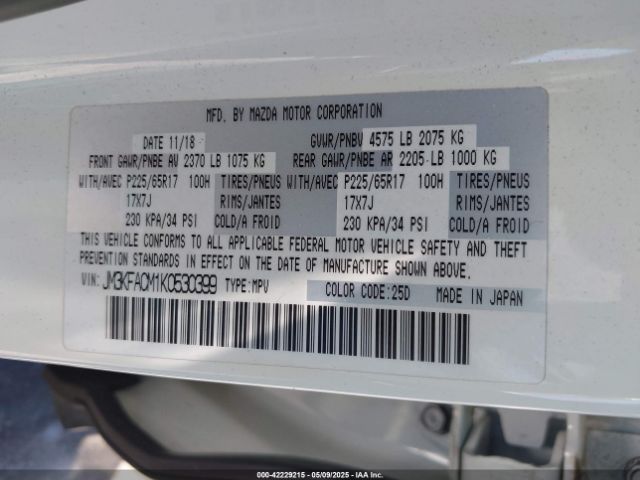 MFD. BY MAZDA MOTOR CORPORATION
DATE 11/18 GVWR/PNBV 4575 LB 2075 KG
FRONT GAWR/PNBE AV 2370 LB 1075 KG REAR GAWR/PNBE AR 2205 LB 1000 KG
WITH/AVEC P225/65R17 100H TIRES/PNEUS WITH/AVEC P225/65R17 100H TIRES/PNEUS
17X7J RIMS/JANTES 17X7J RIMS/JANTES
230 KPA/34 PSI COLD/A FROID 230 KPA/34 PSI COLD/A FROID
THIS VEHICLE CONFORMS TO ALL APPLICABLE FEDERAL MOTOR VEHICLE SAFETY AND THEFT
PREVENTION STANDARDS IN EFFECT ON THE DATE OF MANUFACTURE SHOWN ABOVE.
VIN: JM3KFACM1K0530399 TYPE:MPV COLOR CODE:25D MADE IN JAPAN
000-42229215 - 05/09/2025 - IAAI.COM